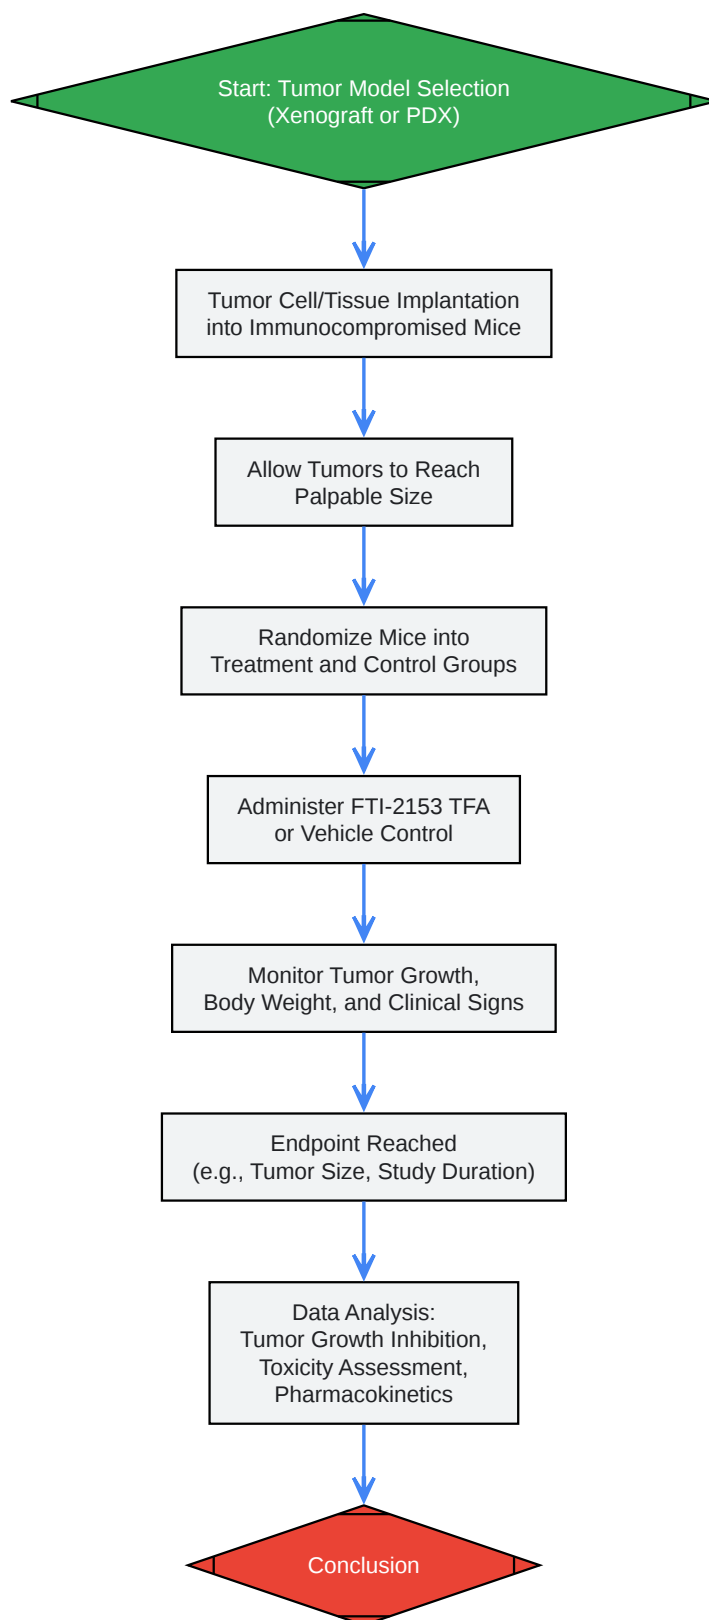 Start: Tumor Model Selection
(Xenograft or PDX)
Tumor Cell/Tissue Implantation
into Immunocompromised Mice
Allow Tumors to Reach
Palpable Size
Randomize Mice into
Treatment and Control Groups
Administer FTI-2153 TFA
or Vehicle Control
Monitor Tumor Growth,
Body Weight, and Clinical Signs
Endpoint Reached
(e.g., Tumor Size, Study Duration)
Data Analysis:
Tumor Growth Inhibition,
Toxicity Assessment,
Pharmacokinetics
Conclusion